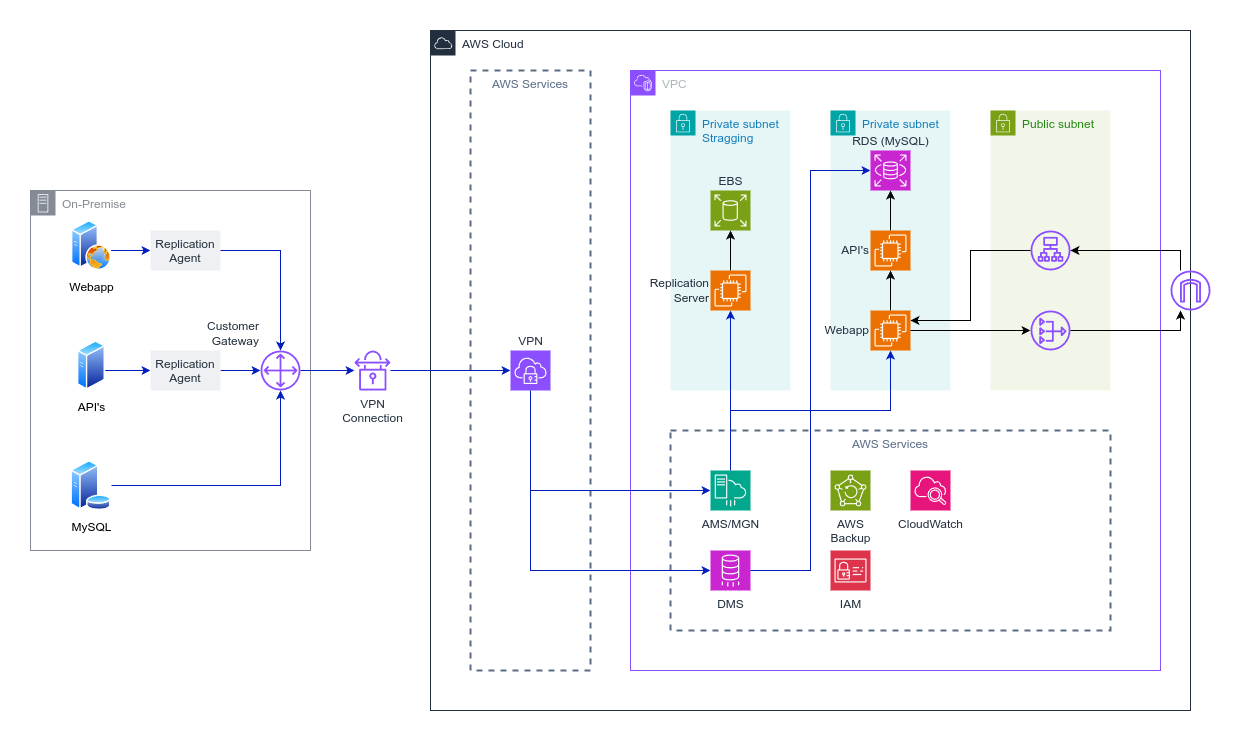 AWS Cloud
AWS Services
VPC
Private subnet
Stragging
Private subnet
RDS (MySQL)
Public subnet
EBS
On-Premise
Replication
Agent
Webapp
API's
Replication
Server
Customer
Gateway
Webapp
VPN
Replication
Agent
API's
VPN
Connection
AWS Services
MySQL
AMS/MGN
AWS
Backup
CloudWatch
DMS
IAM